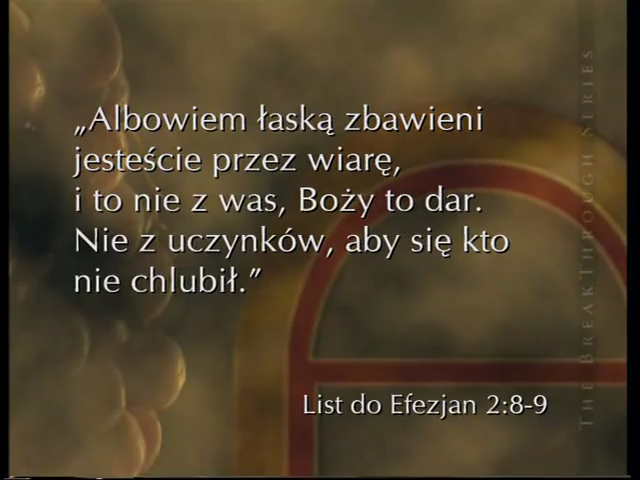 „Albowiem łaską zbawieni
jesteście przez wiarę,
i to nie z was, Boży to dar.
Nie z uczynków, aby się kto
nie chlubił.”
List do Efezjan 2:8-9
THE BREAKTHROUGH SERIES